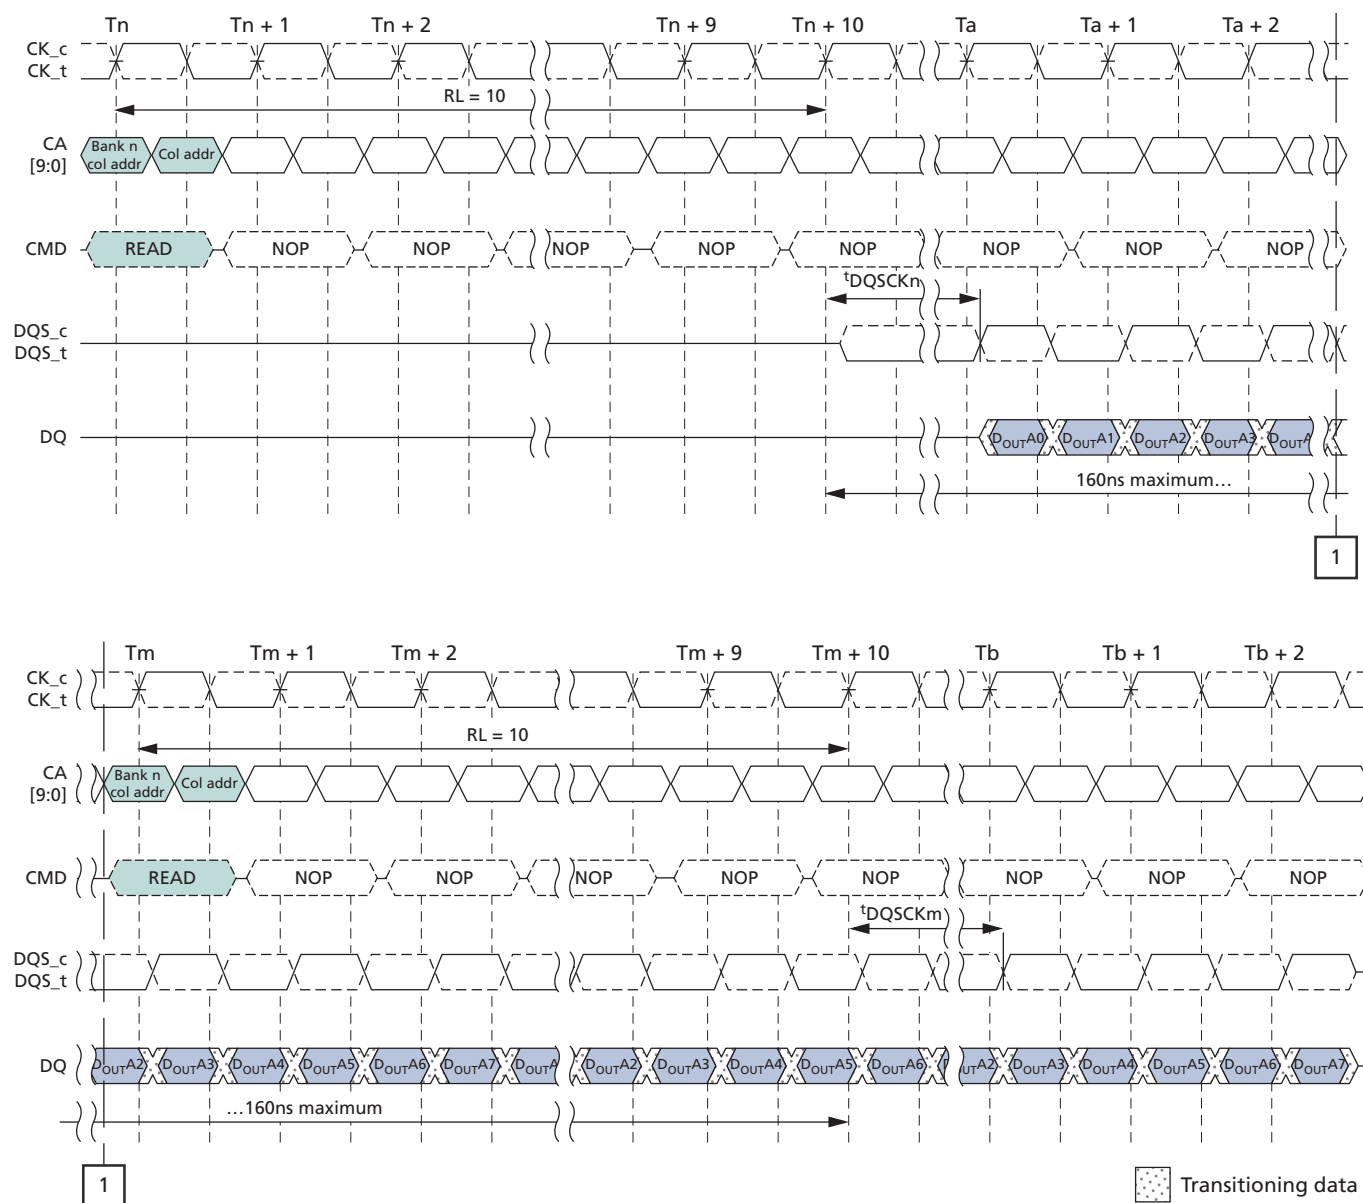 Tn Tn + 1 Tn + 2 Tn + 9 Tn + 10 Ta Ta + 1 Ta + 2
CK_c
CK_t
RL = 10
CA
[9:0]
Bank n
col addr
Col addr
CMD READ NOP NOP NOP NOP NOP NOP NOP NOP
tDQSCKn
DQS_c
DQS_t
DQ DOUTA0 DOUTA1 DOUTA2 DOUTA3 DOUTA
160ns maximum…
1
Tm Tm + 1 Tm + 2 Tm + 9 Tm + 10 Tb Tb + 1 Tb + 2
CK_c
CK_t
RL = 10
CA
[9:0]
Bank n
col addr
Col addr
CMD READ NOP NOP NOP NOP NOP NOP NOP NOP
tDQSCKm
DQS_c
DQS_t
DQ DOUTA2 DOUTA3 DOUTA4 DOUTA5 DOUTA6 DOUTA7 DOUTA DOUTA2 DOUTA3 DOUTA4 DOUTA5 DOUTA6 UTA2 DOUTA3 DOUTA4 DOUTA5 DOUTA6 DOUTA7
…160ns maximum
1
Transitioning data